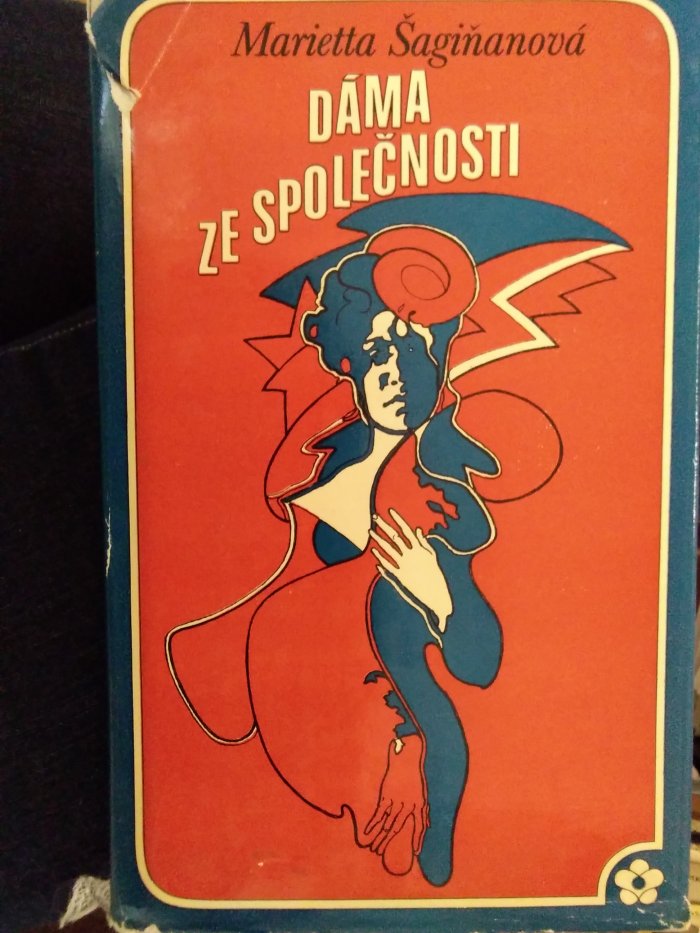 Marietta Šagiňanová
DÁMA
ZE SPOLEČNOSTI